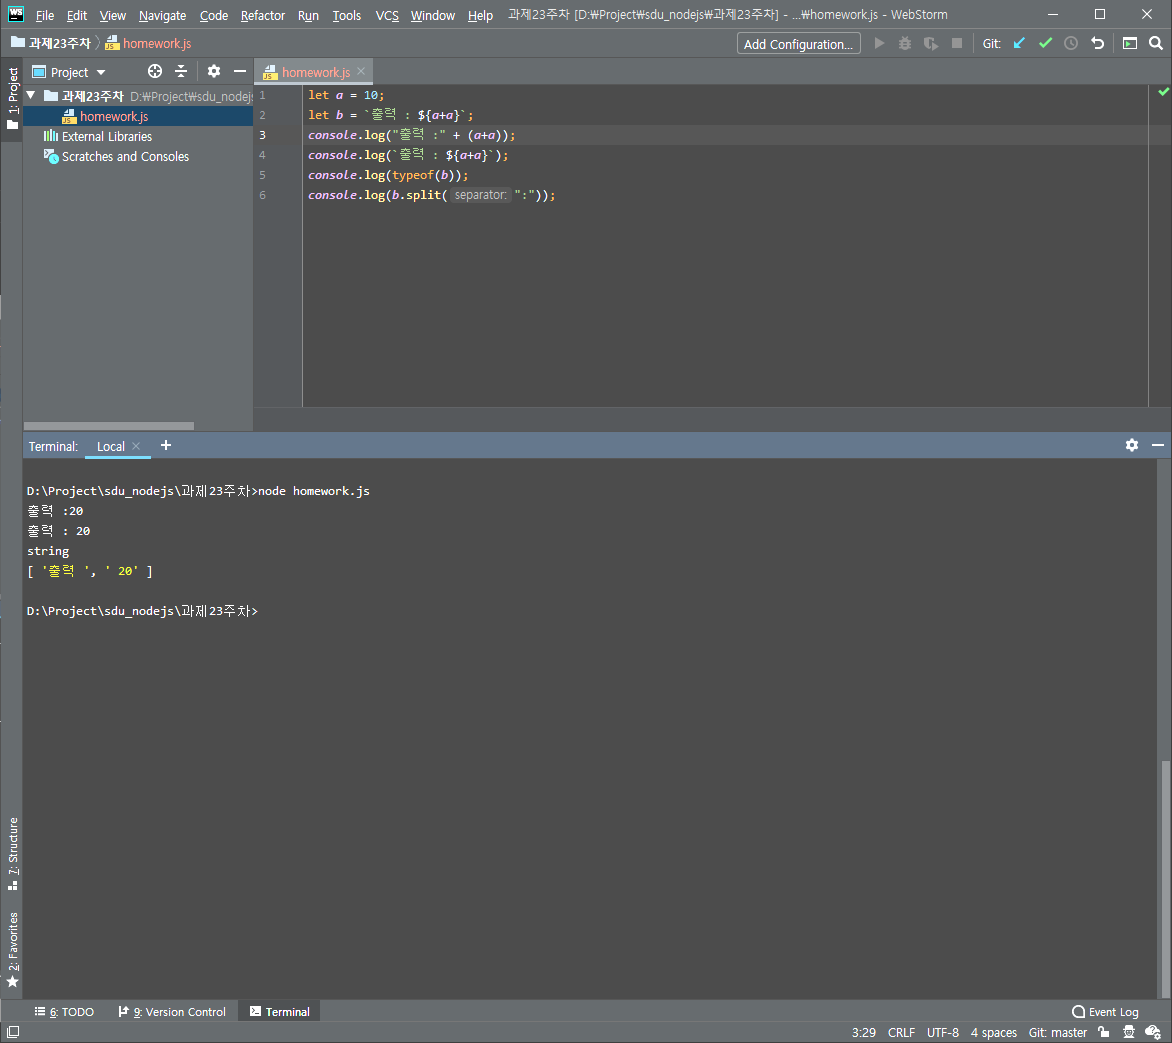 WS File Edit View Navigate Code Refactor Run Tools VCS Window Help 과제23주차 [D:₩Project₩sdu_nodejs₩과제23주차] - ...₩homework.js - WebStorm
과제23주차 homework.js Add Configuration... Git:
1: Project
Project homework.js
과제23주차 D:₩Project₩sdu_nodejs
homework.js
External Libraries
Scratches and Consoles
1 let a = 10;
2 let b = `출력 : ${a+a}`;
3 console.log("출력 :" + (a+a));
4 console.log(`출력 : ${a+a}`);
5 console.log(typeof(b));
6 console.log(b.split( separator: ":"));
Terminal: Local +
D:\Project\sdu_nodejs\과제23주차>node homework.js
출력 :20
출력 : 20
string
[ '출력 ', ' 20' ]
D:\Project\sdu_nodejs\과제23주차>
7: Structure
2: Favorites
6: TODO 9: Version Control Terminal Event Log
3:29 CRLF UTF-8 4 spaces Git: master